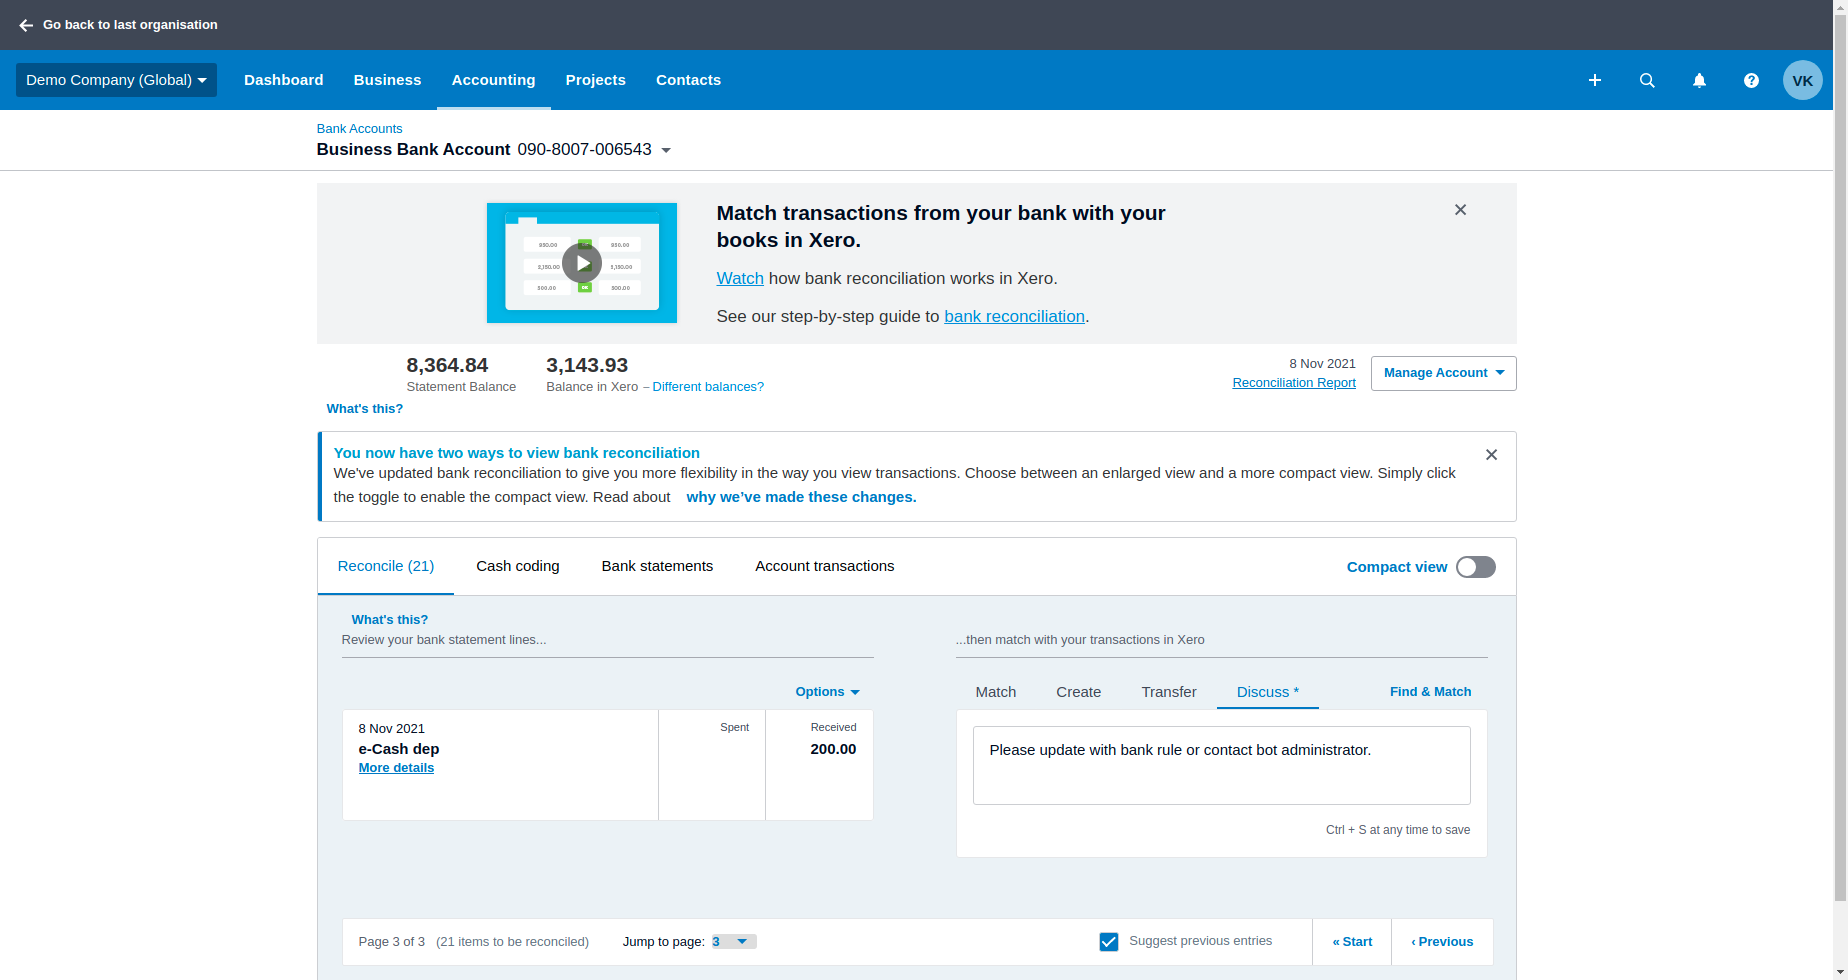 Go back to last organisation
Demo Company (Global)
Dashboard
Business
Accounting
Projects
Contacts
VK
Bank Accounts
Business Bank Account 090-8007-006543
Match transactions from your bank with your
books in Xero.
Watch how bank reconciliation works in Xero.
See our step-by-step guide to bank reconciliation.
8,364.84
Statement Balance
3,143.93
Balance in Xero – Different balances?
8 Nov 2021
Reconciliation Report
Manage Account
What's this?
You now have two ways to view bank reconciliation
We've updated bank reconciliation to give you more flexibility in the way you view transactions. Choose between an enlarged view and a more compact view. Simply click
the toggle to enable the compact view. Read about why we’ve made these changes.
Reconcile (21)
Cash coding
Bank statements
Account transactions
Compact view
What's this?
Review your bank statement lines...
...then match with your transactions in Xero
Options
Match
Create
Transfer
Discuss *
Find & Match
8 Nov 2021
e-Cash dep
More details
Spent
Received
200.00
Please update with bank rule or contact bot administrator.
Ctrl + S at any time to save
Page 3 of 3 (21 items to be reconciled)
Jump to page: 3
Suggest previous entries
« Start
‹ Previous